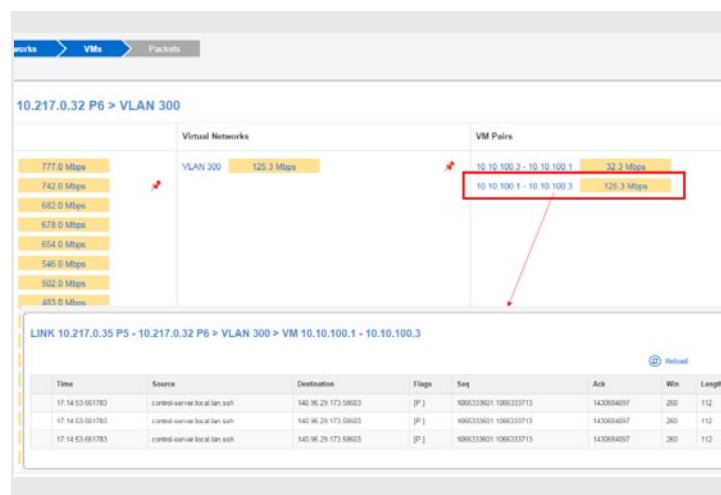 works VMs Packets
10.217.0.32 P6 > VLAN 300
Virtual Networks VM Pairs
777.0 Mbps VLAN 300 125.3 Mbps 10.10.100.3 - 10.10.100.1 32.3 Mbps
742.0 Mbps 10.10.100.1 - 10.10.100.3 125.3 Mbps
682.0 Mbps
678.0 Mbps
654.0 Mbps
546.0 Mbps
502.0 Mbps
483.0 Mbps
LINK 10.217.0.35 P5 - 10.217.0.32 P6 > VLAN 300 > VM 10.10.100.1 - 10.10.100.3
Reload
Time Source Destination Flags Seq Ack Win Length
17:14:53.661783 control-server.local.lan.ssh 140.96.29.173.58603 [P.] 1066333601:1066333713 1430684097 260 112
17:14:53.661783 control-server.local.lan.ssh 140.96.29.173.58603 [P.] 1066333601:1066333713 1430684097 260 112
17:14:53.661783 control-server.local.lan.ssh 140.96.29.173.58603 [P.] 1066333601:1066333713 1430684097 260 112